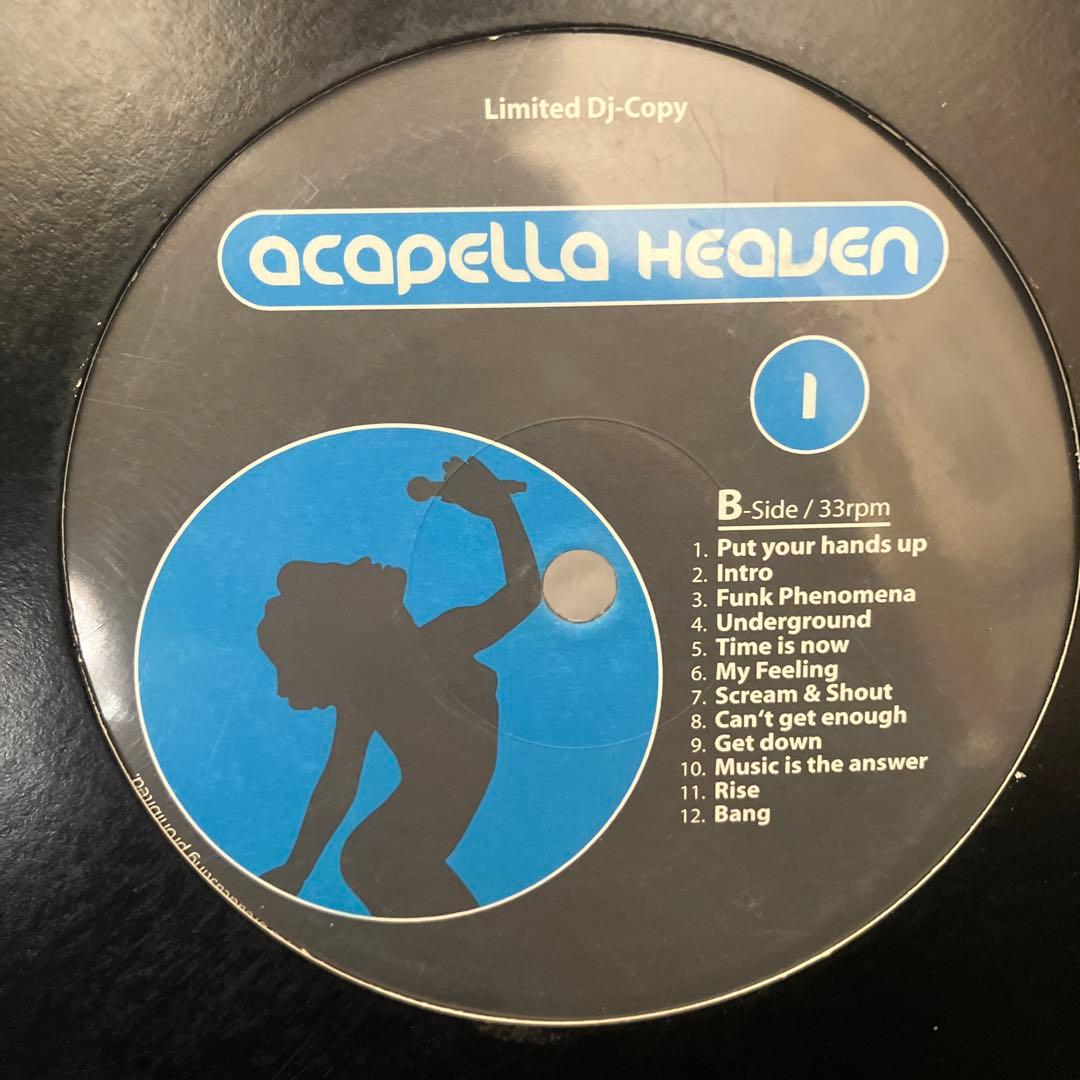 Limited Dj-Copy
acapella Heaven
1
B-Side / 33rpm
1. Put your hands up
2. Intro
3. Funk Phenomena
4. Underground
5. Time is now
6. My Feeling
7. Scream & Shout
8. Can't get enough
9. Get down
10. Music is the answer
11. Rise
12. Bang
prohibited.